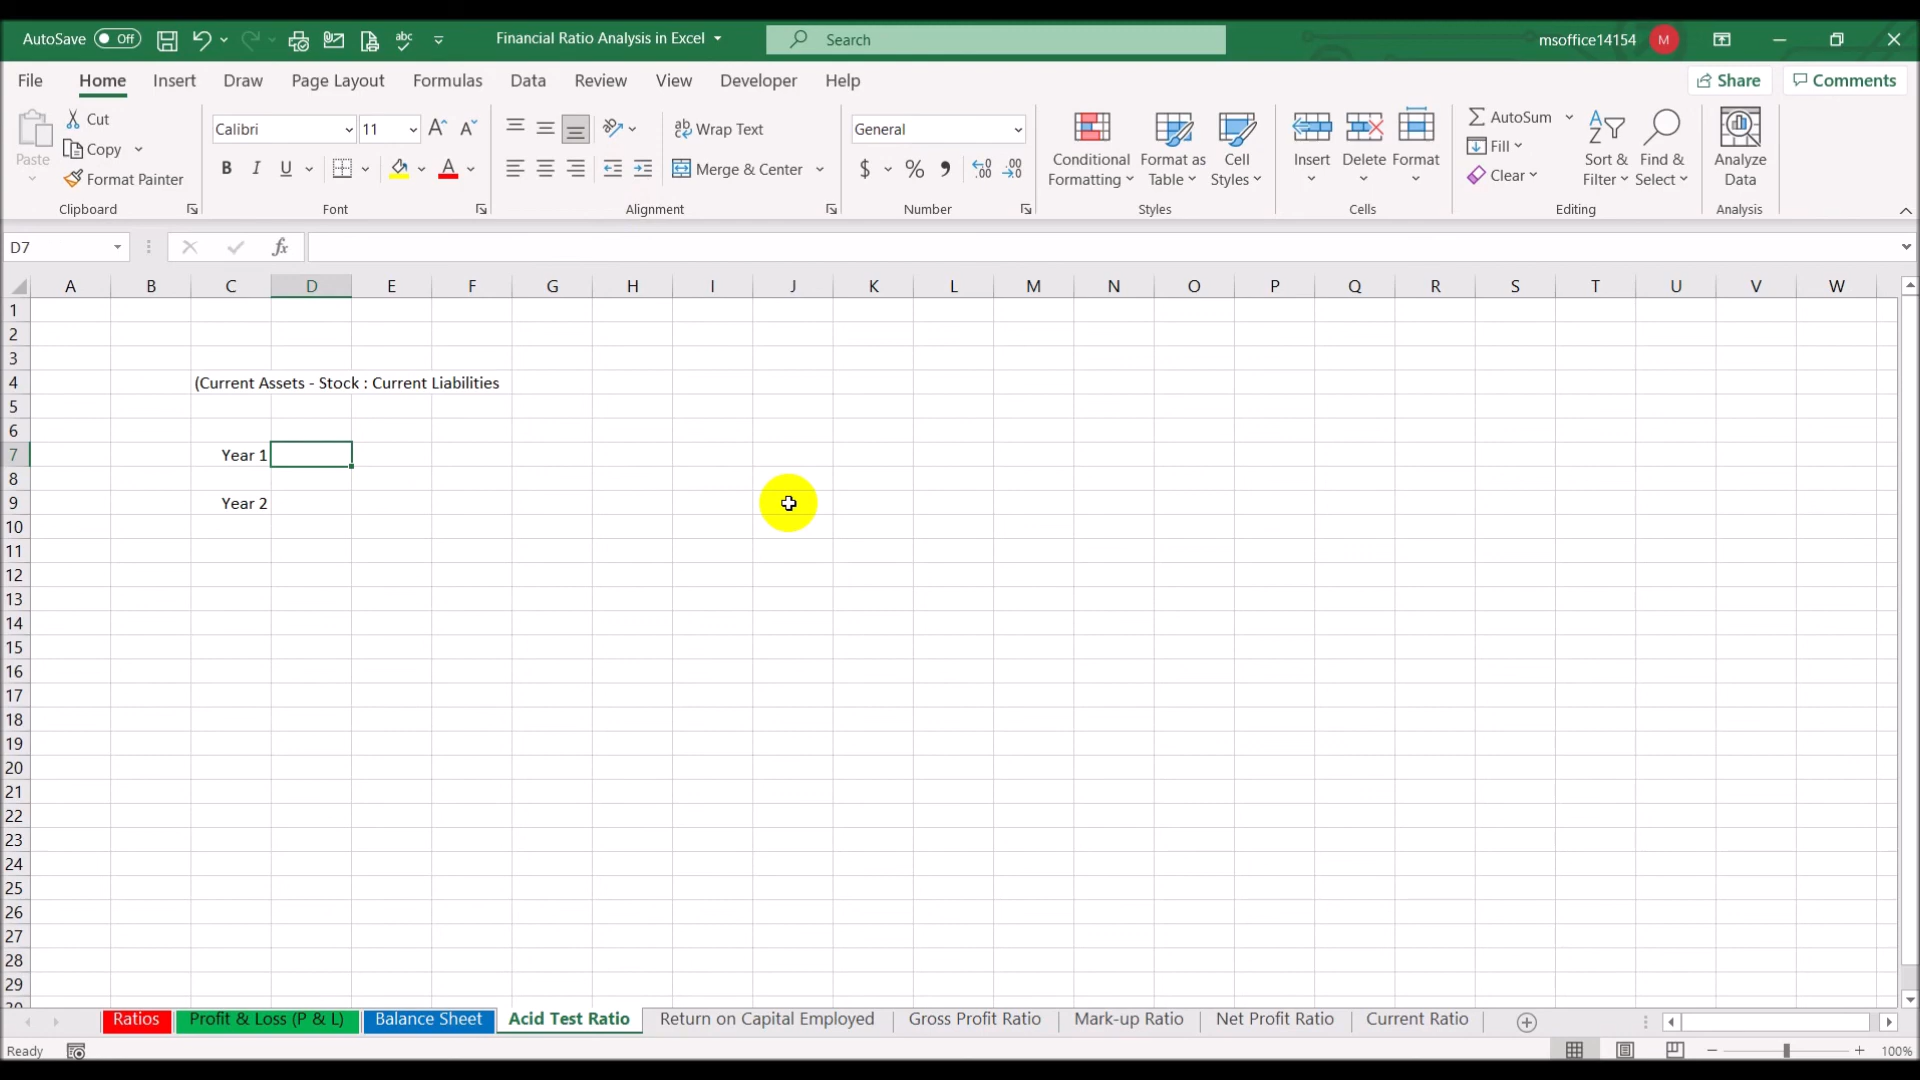 AutoSave Off Financial Ratio Analysis in Excel Search msoffice14154 M
File Home Insert Draw Page Layout Formulas Data Review View Developer Help Share Comments
Paste Cut Copy Format Painter Clipboard
Calibri 11 B I U A Font
ab Wrap Text Merge & Center Alignment
General $ % Number
Conditional Formatting Format as Table Cell Styles Styles
Insert Delete Format Cells
AutoSum Fill Clear Sort & Filter Find & Select Editing
Analyze Data Analysis
D7 fx
A B C D E F G H I J K L M N O P Q R S T U V W
1
2
3
4 (Current Assets - Stock : Current Liabilities
5
6
7 Year 1
8
9 Year 2
10
11
12
13
14
15
16
17
18
19
20
21
22
23
24
25
26
27
28
29
30
Ratios Profit & Loss (P & L) Balance Sheet Acid Test Ratio Return on Capital Employed Gross Profit Ratio Mark-up Ratio Net Profit Ratio Current Ratio
Ready 100%